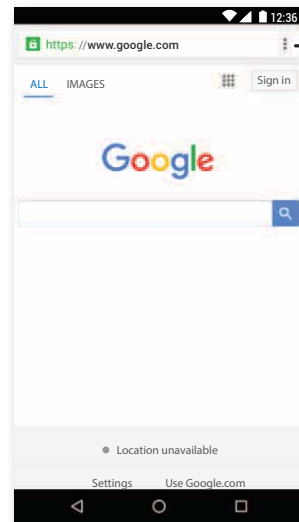 12:36
https://www.google.com
ALL IMAGES Sign in
Google
Location unavailable
Settings Use Google.com